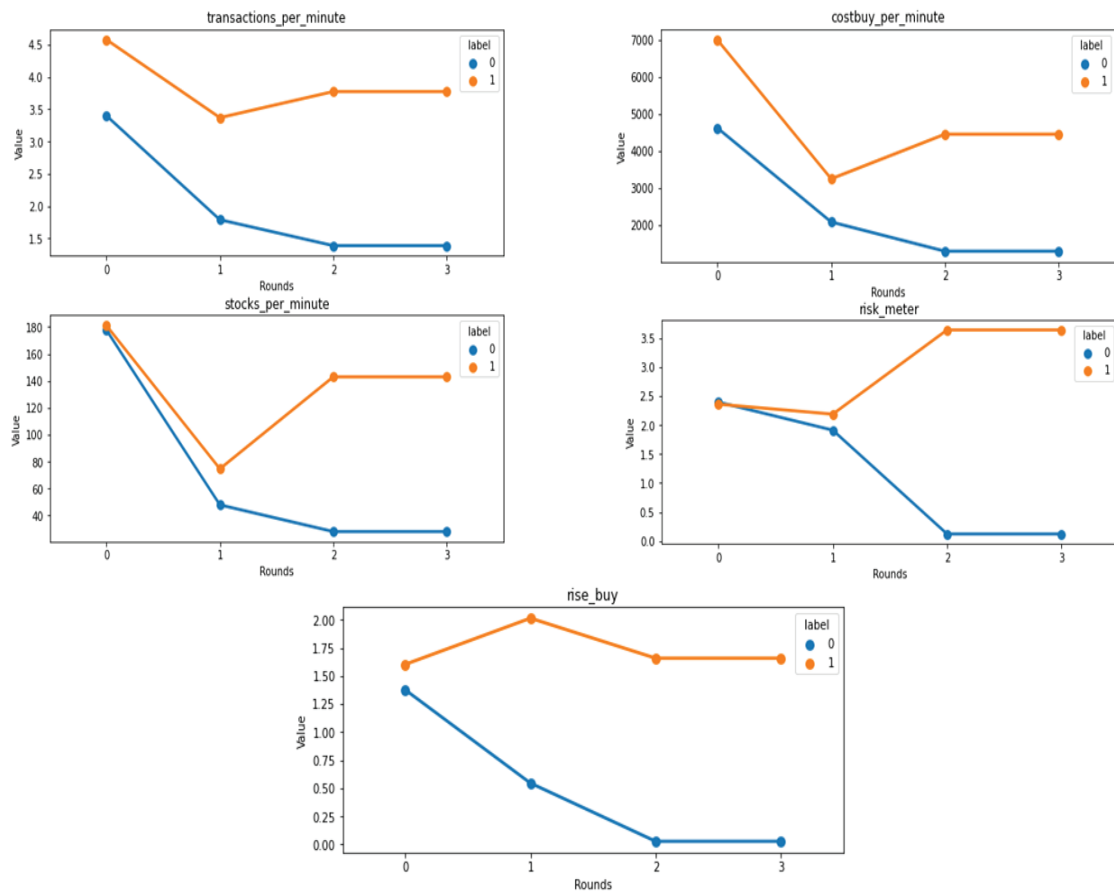 transactions_per_minute
4.5
4.0
3.5
3.0
2.5
2.0
1.5
Value
label
0
1
0 1 2 3
Rounds
costbuy_per_minute
7000
6000
5000
4000
3000
2000
Value
label
0
1
0 1 2 3
Rounds
stocks_per_minute
180
160
140
120
100
80
60
40
Value
label
0
1
0 1 2 3
Rounds
risk_meter
3.5
3.0
2.5
2.0
1.5
1.0
0.5
0.0
Value
label
0
1
0 1 2 3
Rounds
rise_buy
2.00
1.75
1.50
1.25
1.00
0.75
0.50
0.25
0.00
Value
label
0
1
0 1 2 3
Rounds